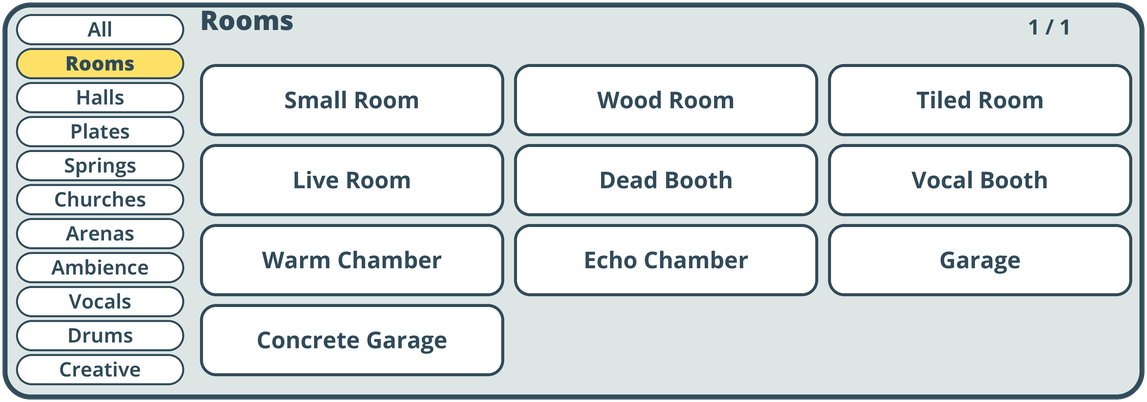 All
Rooms
Halls
Plates
Springs
Churches
Arenas
Ambience
Vocals
Drums
Creative
Rooms
1 / 1
Small Room
Wood Room
Tiled Room
Live Room
Dead Booth
Vocal Booth
Warm Chamber
Echo Chamber
Garage
Concrete Garage